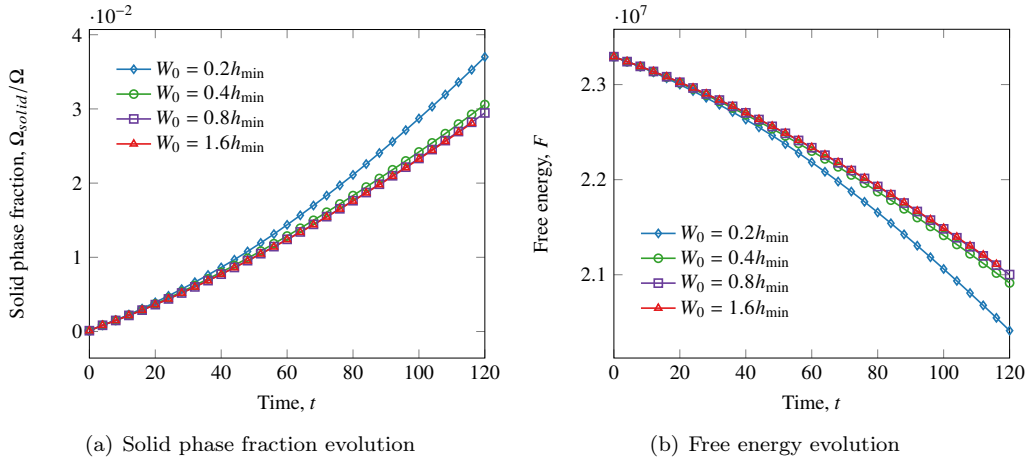 ·10⁻²
4
3
2
1
0
Solid phase fraction, Ω_solid/Ω
W₀ = 0.2h_min
W₀ = 0.4h_min
W₀ = 0.8h_min
W₀ = 1.6h_min
0 20 40 60 80 100 120
Time, t
(a) Solid phase fraction evolution
·10⁷
2.3
2.2
2.1
Free energy, F
W₀ = 0.2h_min
W₀ = 0.4h_min
W₀ = 0.8h_min
W₀ = 1.6h_min
0 20 40 60 80 100 120
Time, t
(b) Free energy evolution